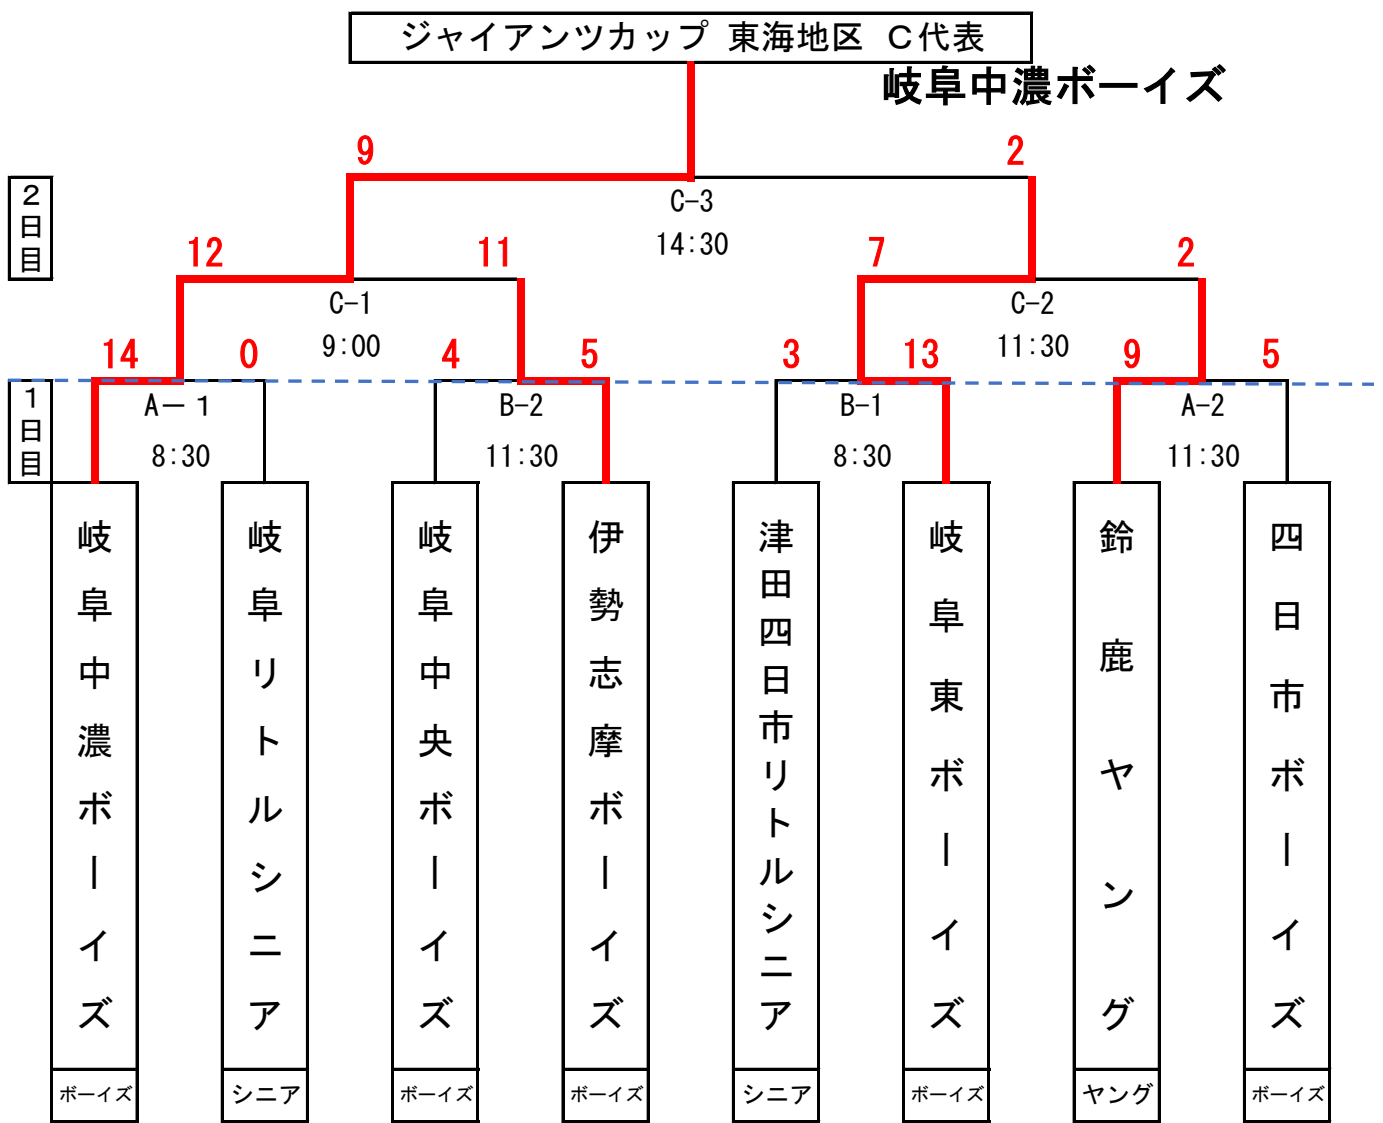 ジャイアンツカップ 東海地区 Ｃ代表
岐阜中濃ボーイズ
9 2
2日目
C-3
14:30
12 11 7 2
C-1 C-2
9:00 11:30
14 0 4 5 3 13 9 5
1日目
A－１ B-2 B-1 A-2
8:30 11:30 8:30 11:30
岐阜中濃ボーイズ
岐阜リトルシニア
岐阜中央ボーイズ
伊勢志摩ボーイズ
津田四日市リトルシニア
岐阜東ボーイズ
鈴鹿ヤング
四日市ボーイズ
ボーイズ シニア ボーイズ ボーイズ シニア ボーイズ ヤング ボーイズ